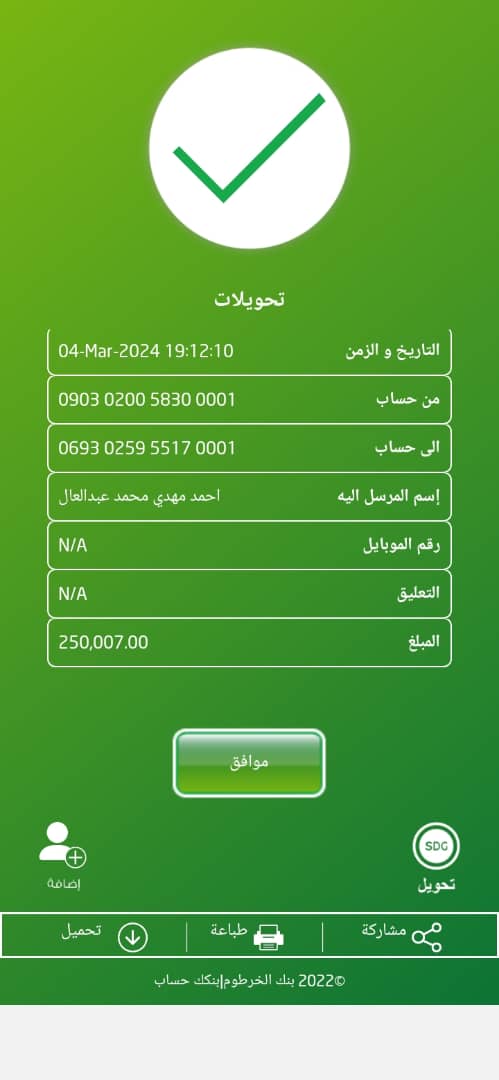 تحويلات
التاريخ و الزمن 04-Mar-2024 19:12:10
من حساب 0903 0200 5830 0001
الى حساب 0693 0259 5517 0001
إسم المرسل اليه احمد مهدي محمد عبدالعال
رقم الموبايل N/A
التعليق N/A
المبلغ 250,007.00
موافق
SDG
تحويل إضافة
مشاركة طباعة تحميل
©2022 بنك الخرطوم|بنكك حساب